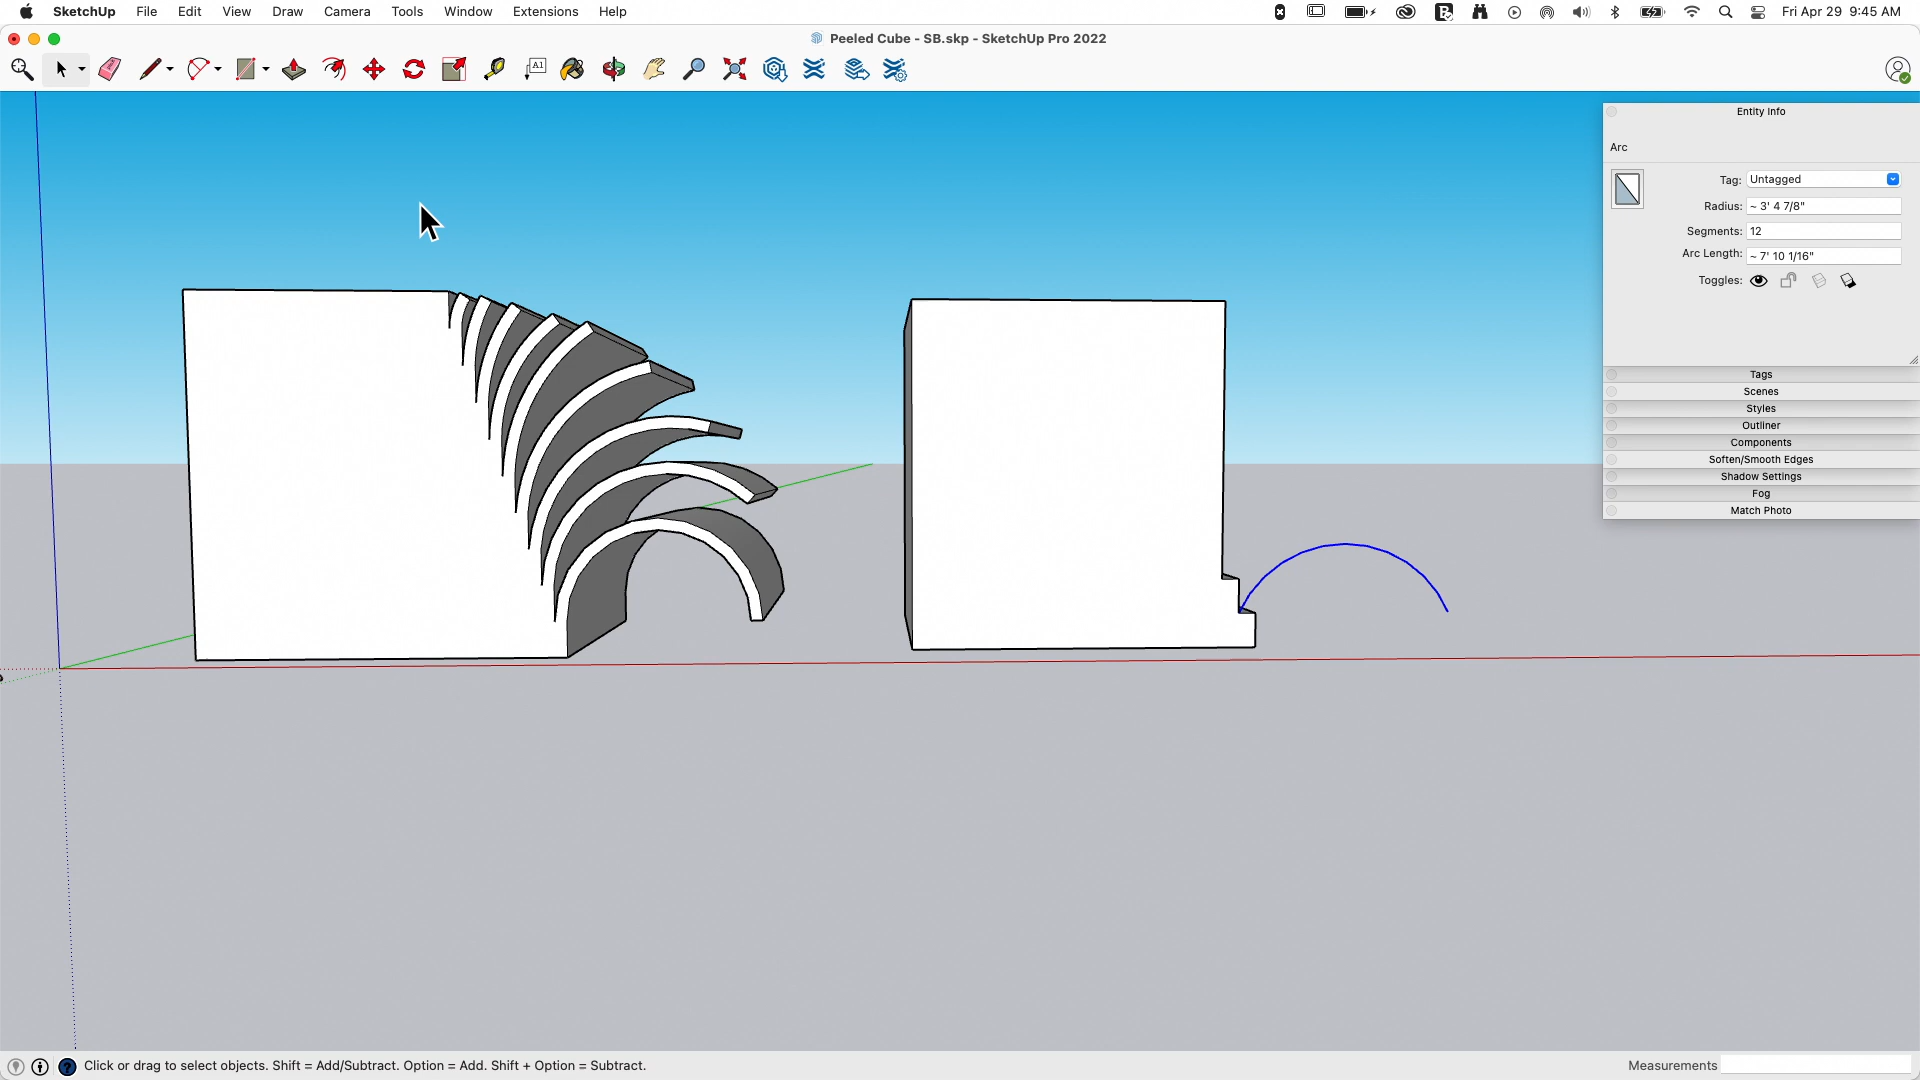 SketchUp File Edit View Draw Camera Tools Window Extensions Help Fri Apr 29 9:45 AM
Peeled Cube - SB.skp - SketchUp Pro 2022
A1
Entity Info
Arc
Tag: Untagged
Radius: ~ 3' 4 7/8"
Segments: 12
Arc Length: ~ 7' 10 1/16"
Toggles:
Tags
Scenes
Styles
Outliner
Components
Soften/Smooth Edges
Shadow Settings
Fog
Match Photo
Click or drag to select objects. Shift = Add/Subtract. Option = Add. Shift + Option = Subtract. Measurements